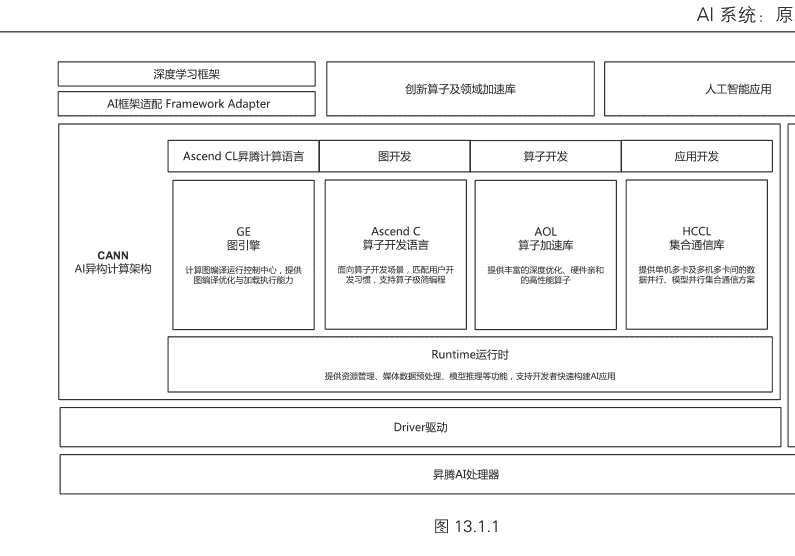 AI 系统：原
深度学习框架
AI框架适配 Framework Adapter
创新算子及领域加速库
人工智能应用
CANN
AI异构计算架构
Ascend CL昇腾计算语言
图开发
算子开发
应用开发
GE
图引擎
计算图编译运行控制中心，提供
图编译优化与加载执行能力
Ascend C
算子开发语言
面向算子开发场景，匹配用户开
发习惯，支持算子极简编程
AOL
算子加速库
提供丰富的深度优化、硬件亲和
的高性能算子
HCCL
集合通信库
提供单机多卡及多机多卡间的数
据并行、模型并行集合通信方案
Runtime运行时
提供资源管理、媒体数据预处理、模型推理等功能，支持开发者快速构建AI应用
Driver驱动
昇腾AI处理器
图 13.1.1